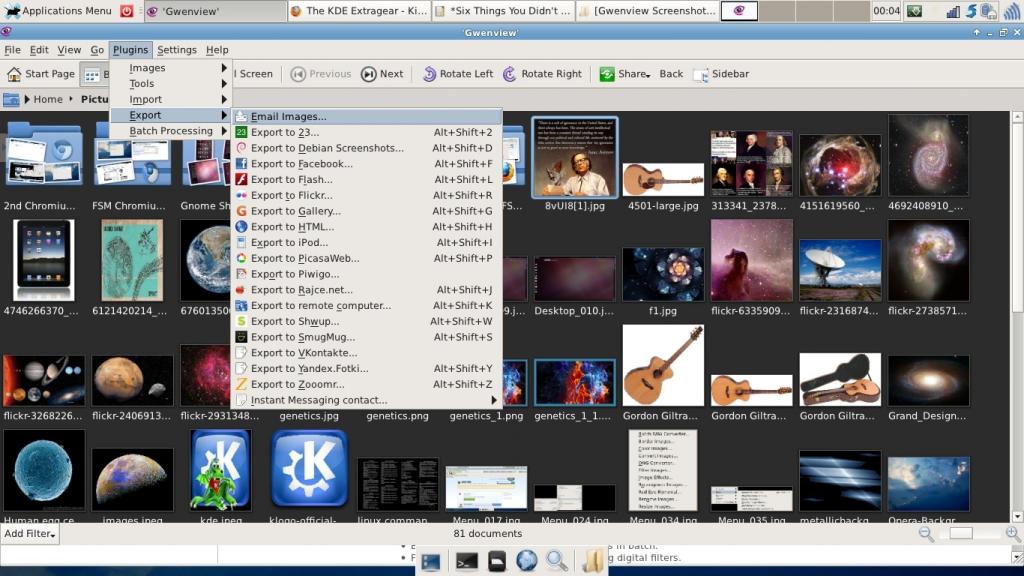 Applications Menu
'Gwenview'
The KDE Extragear - Ki...
*Six Things You Didn't ...
[Gwenview Screenshot...
00:04
'Gwenview'
File Edit View Go Plugins Settings Help
Start Page
B
l Screen
Previous
Next
Rotate Left
Rotate Right
Share
Back
Sidebar
Home
Pictu
Images
Tools
Import
Export
Batch Processing
Email Images...
Export to 23... Alt+Shift+2
Export to Debian Screenshots... Alt+Shift+D
Export to Facebook... Alt+Shift+F
Export to Flash... Alt+Shift+L
Export to Flickr... Alt+Shift+R
Export to Gallery... Alt+Shift+G
Export to HTML... Alt+Shift+H
Export to iPod... Alt+Shift+I
Export to PicasaWeb... Alt+Shift+P
Export to Piwigo...
Export to Rajce.net... Alt+Shift+J
Export to remote computer... Alt+Shift+K
Export to Shwup... Alt+Shift+W
Export to SmugMug... Alt+Shift+S
Export to VKontakte...
Export to Yandex.Fotki... Alt+Shift+Y
Export to Zooomr... Alt+Shift+Z
Instant Messaging contact...
2nd Chromiu...
FSM Chromiu...
Gnome Sh
FS...
8vUI8[1].jpg
4501-large.jpg
313341_2378...
4151619560_...
4692408910_...
4746266370_...
6121420214_...
6760135
9.j...
Desktop_010.j...
f1.jpg
flickr-6335909...
flickr-2316874...
flickr-2738571...
flickr-3268226...
flickr-2406913...
flickr-2931348...
genetics.jpg
genetics.png
genetics_1.png
genetics_1_1....
Gordon Giltra...
Gordon Giltra...
Gordon Giltra...
Grand_Design...
Human egg ce
images.jpeg
kde.jpeg
klogo-official-
linux comman
Menu_017.jpg
Menu_024.jpg
Menu_034.jpg
Menu_035.jpg
metallicbackg
Opera-Backgr
Add Filter
81 documents
s in batch.
g digital filters.